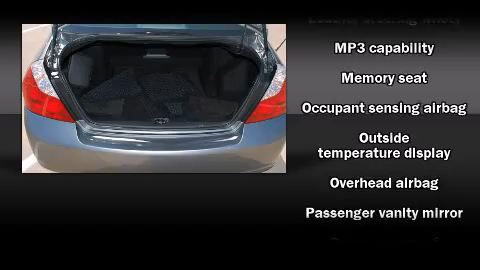 MP3 capability
Memory seat
Occupant sensing airbag
Outside
temperature display
Overhead airbag
Passenger vanity mirror